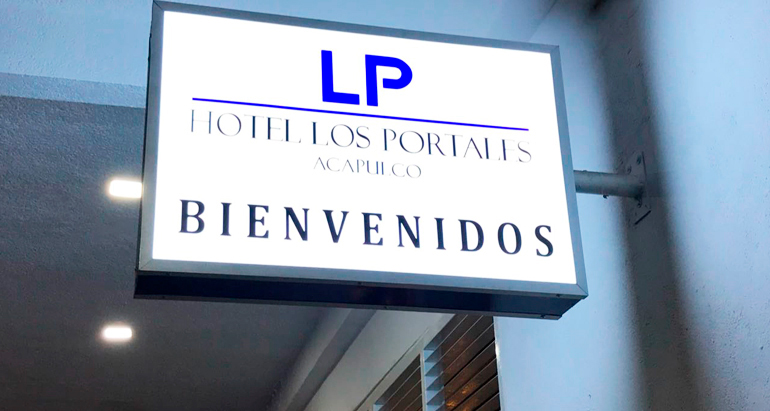 LP
HOTEL LOS PORTALES
ACAPULCO
BIENVENIDOS